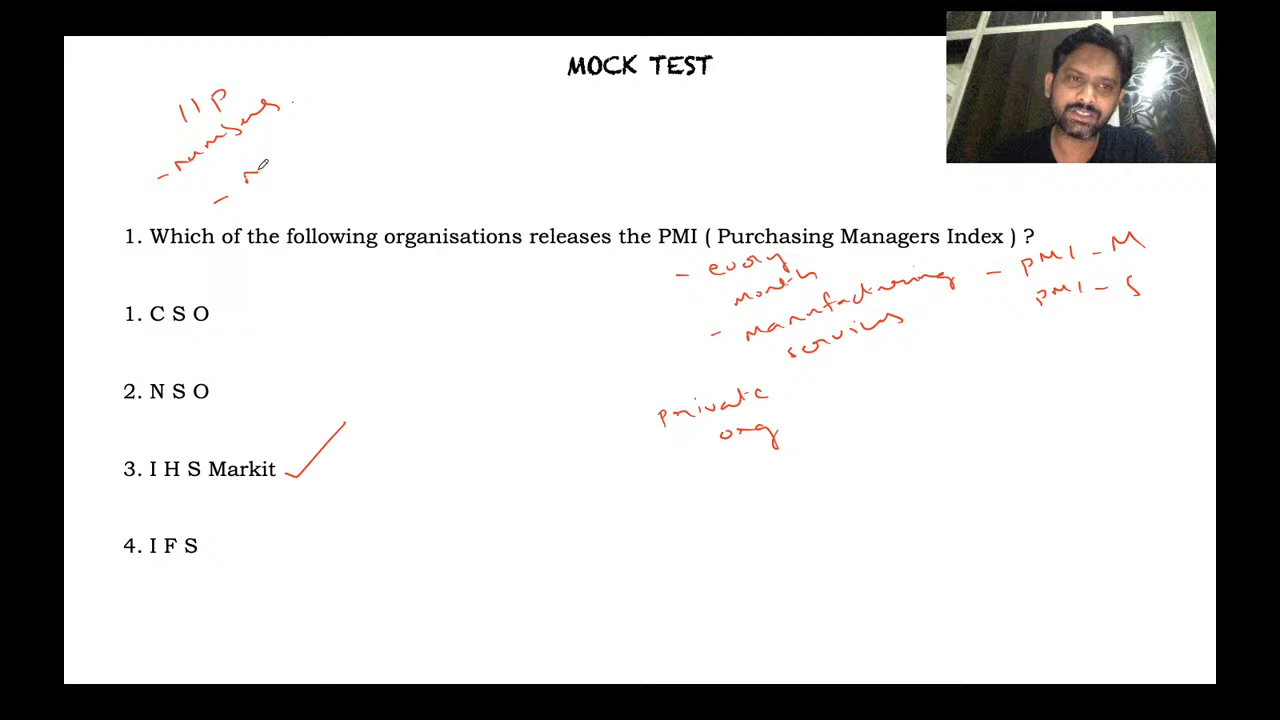 MOCK TEST
IIP
- numbers
- N
1. Which of the following organisations releases the PMI ( Purchasing Managers Index ) ?
- every
month
- manufacturing - PMI - M
services PMI - S
1. C S O
2. N S O
private
org
3. I H S Markit
4. I F S